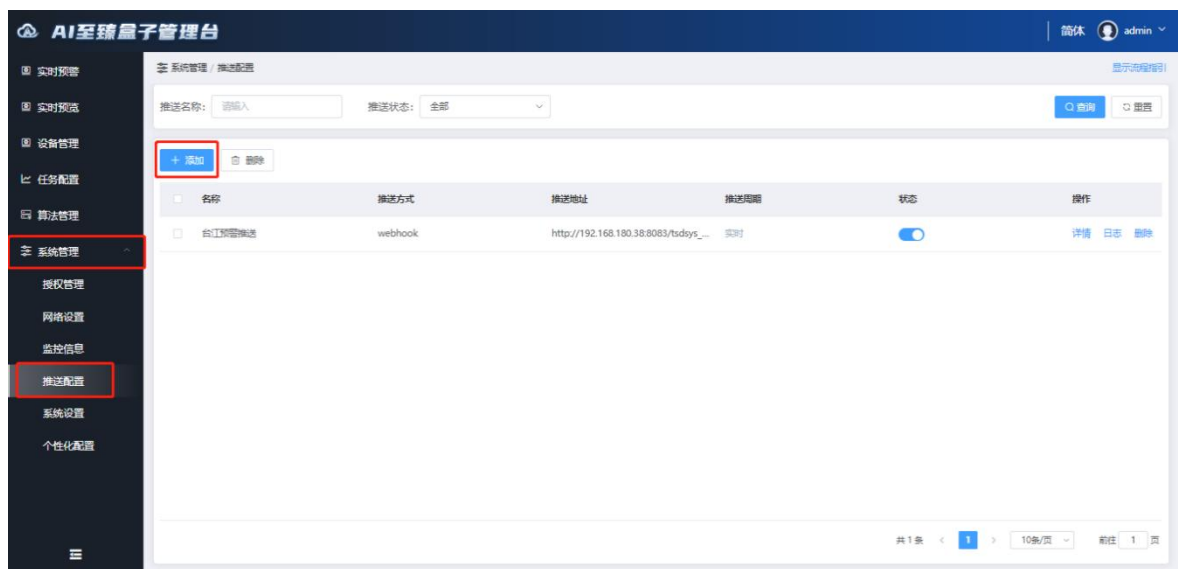 AI至臻盒子管理台
简体 admin
实时预警
系统管理 / 推送配置
显示流程指引
实时预览
推送名称: 请输入 推送状态: 全部 查询 重置
设备管理
+ 添加 删除
任务配置
名称 推送方式 推送地址 推送周期 状态 操作
算法管理
台江预警推送 webhook http://192.168.180.38:8083/tsdsys_... 实时 详情 日志 删除
系统管理
授权管理
网络设置
监控信息
推送配置
系统设置
个性化配置
共1条 < 1 > 10条/页 前往 1 页